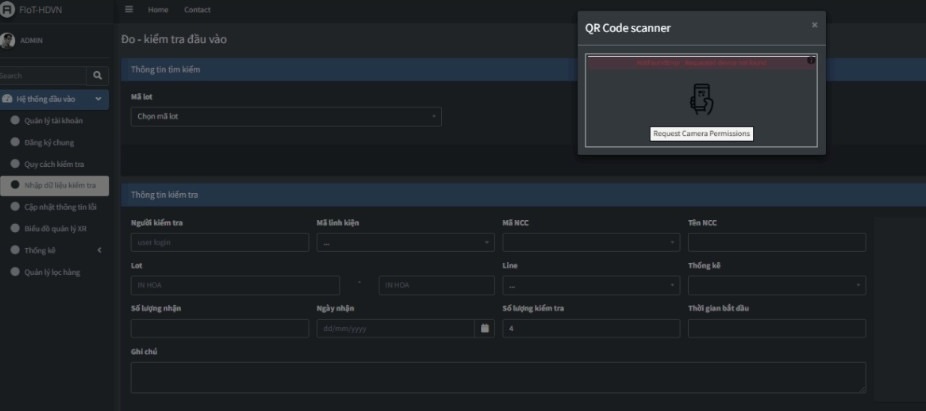 FIoT-HDVN
Home Contact
QR Code scanner
×
ADMIN
Đo - kiểm tra đầu vào
Search
Thông tin tìm kiếm
Hệ thống đầu vào
Mã lot
Quản lý tài khoản
Chọn mã lot
Đăng ký chung
Request Camera Permissions
Quy cách kiểm tra
Nhập dữ liệu kiểm tra
Thông tin kiểm tra
Cập nhật thông tin lỗi
Người kiểm tra Mã linh kiện Mã NCC Tên NCC
Biểu đồ quản lý XR
user login ...
Thống kê
Quản lý lọc hàng
Lot Line Thống kê
IN HOA - IN HOA ...
Số lượng nhận Ngày nhận Số lượng kiểm tra Thời gian bắt đầu
dd/mm/yyyy 4
Ghi chú